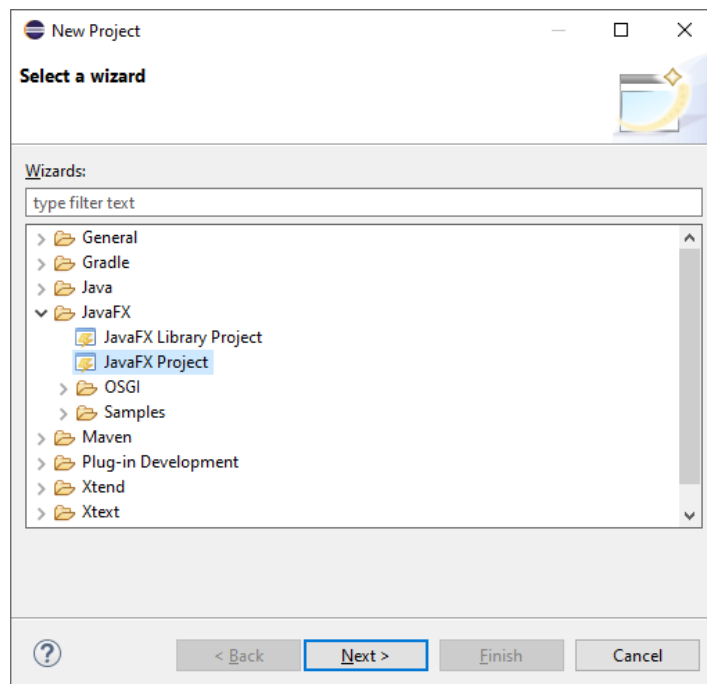 New Project
Select a wizard
Wizards:
type filter text
General
Gradle
Java
JavaFX
JavaFX Library Project
JavaFX Project
OSGI
Samples
Maven
Plug-in Development
Xtend
Xtext
?
< Back Next > Finish Cancel